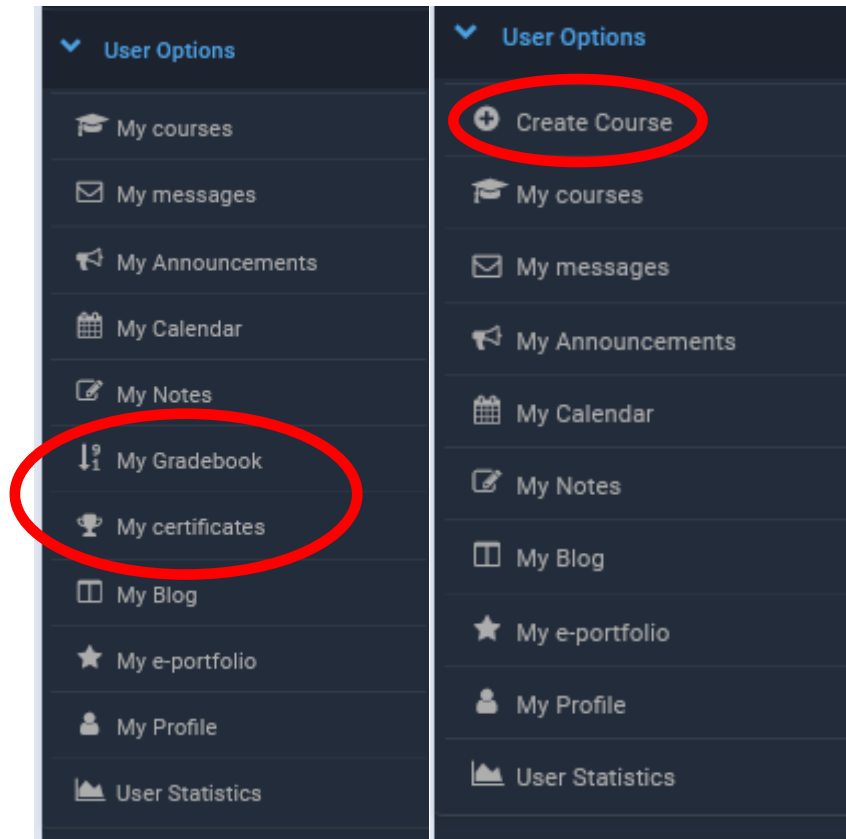 User Options
My courses
My messages
My Announcements
My Calendar
My Notes
My Gradebook
My certificates
My Blog
My e-portfolio
My Profile
User Statistics
User Options
Create Course
My courses
My messages
My Announcements
My Calendar
My Notes
My Blog
My e-portfolio
My Profile
User Statistics